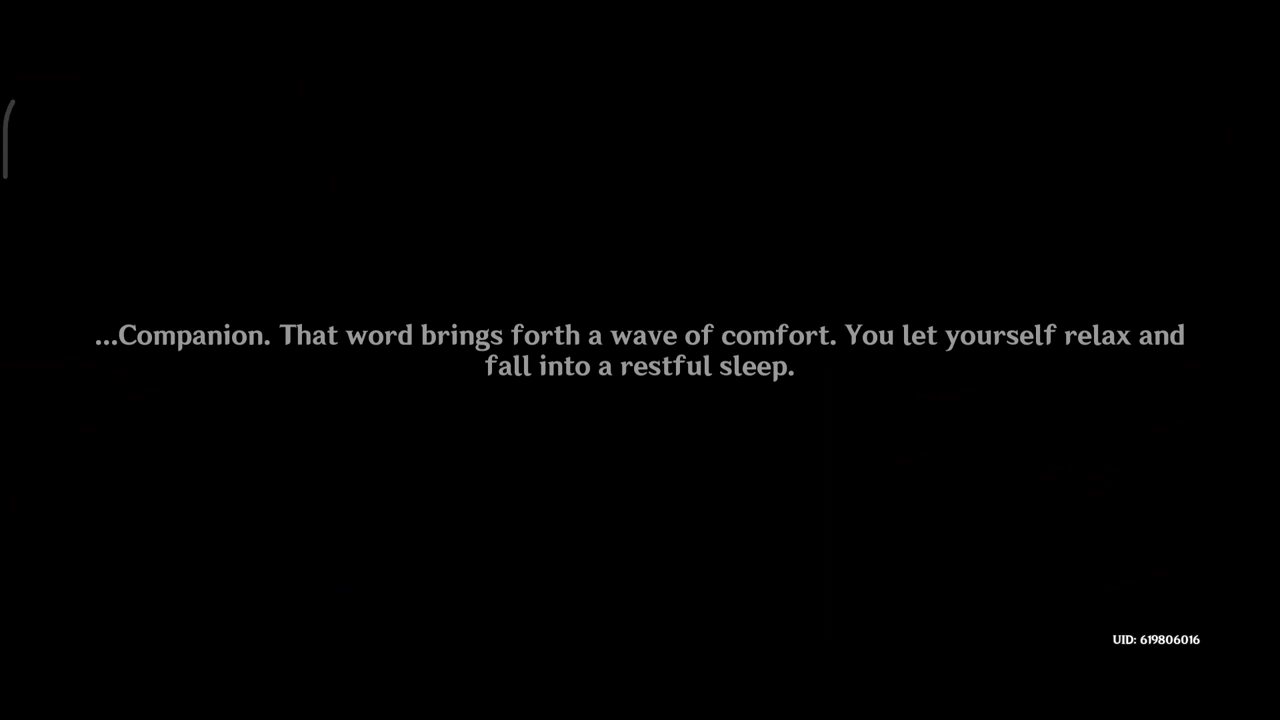 ...Companion. That word brings forth a wave of comfort. You let yourself relax and
fall into a restful sleep.
UID: 619806016